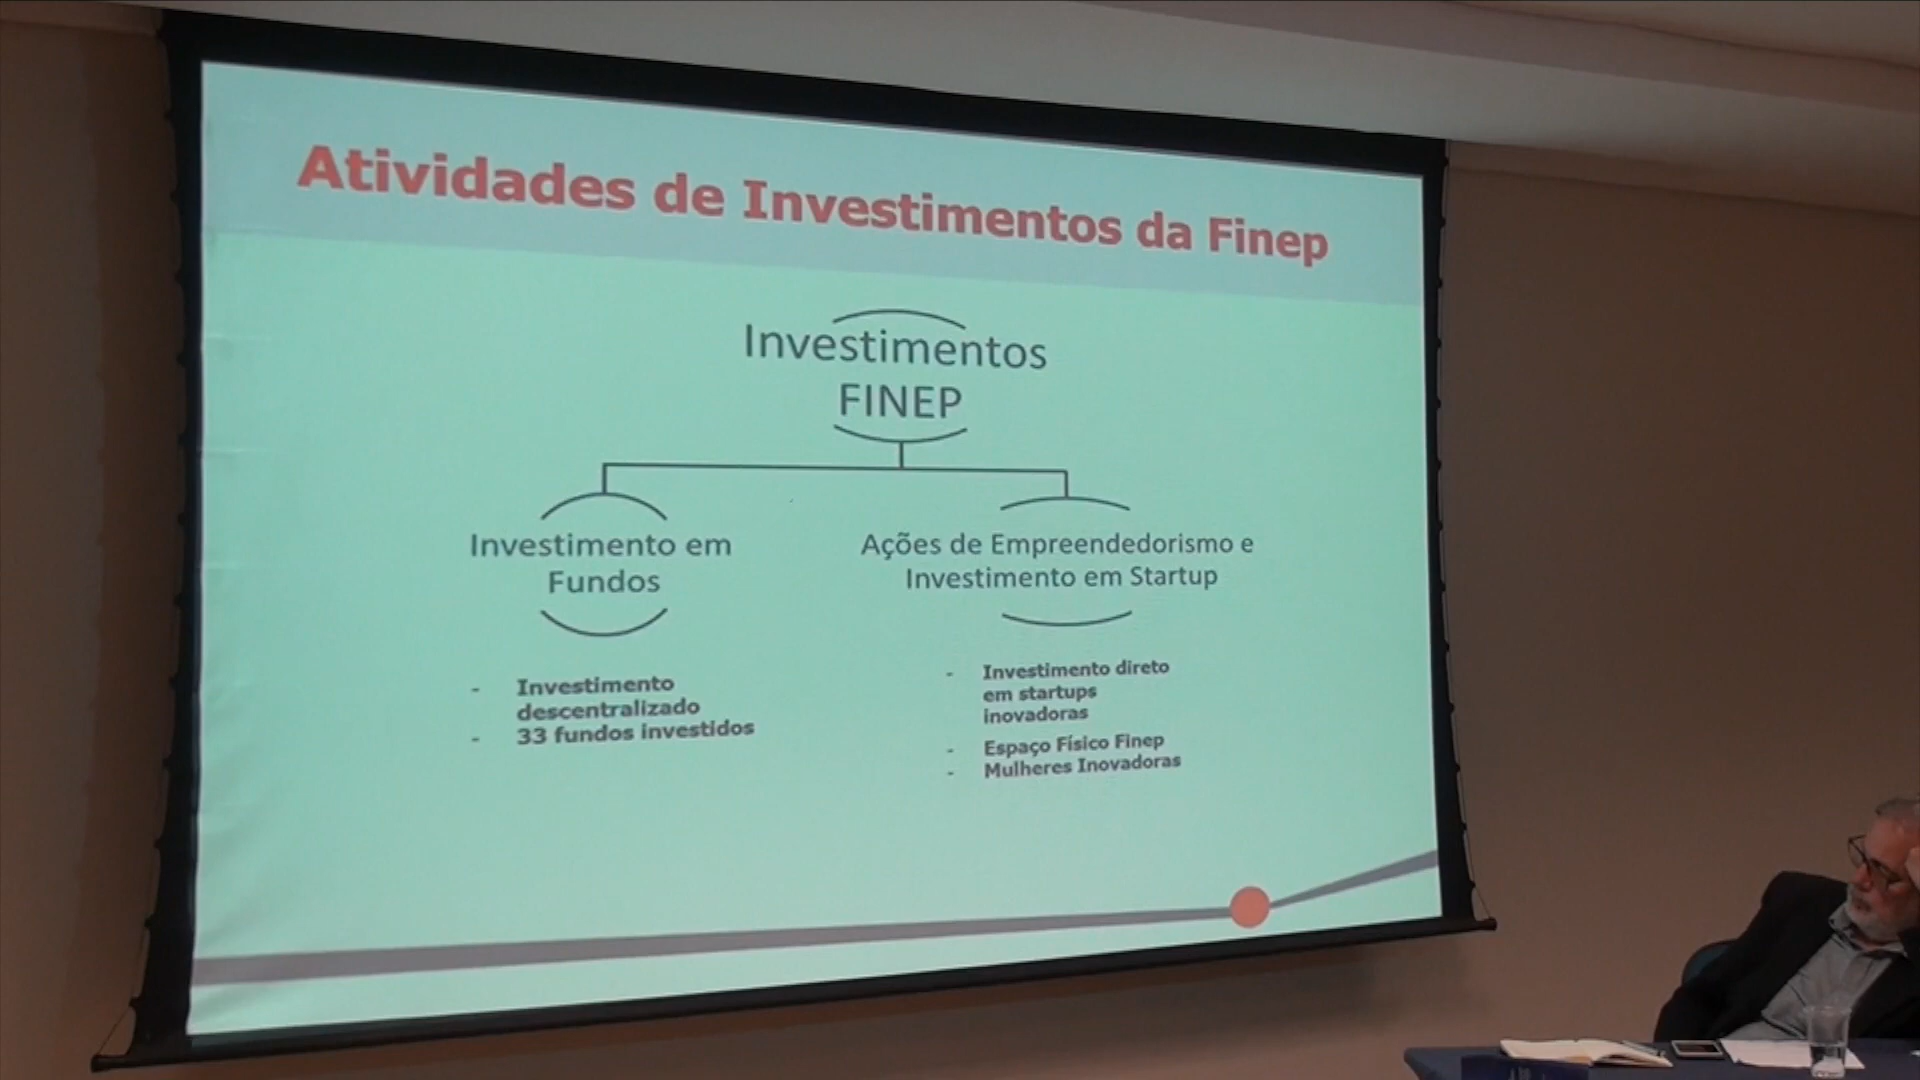 Atividades de Investimentos da Finep
Investimentos
FINEP
Investimento em
Fundos
- Investimento
descentralizado
- 33 fundos investidos
Ações de Empreendedorismo e
Investimento em Startup
- Investimento direto
em startups
inovadoras
- Espaço Físico Finep
- Mulheres Inovadoras